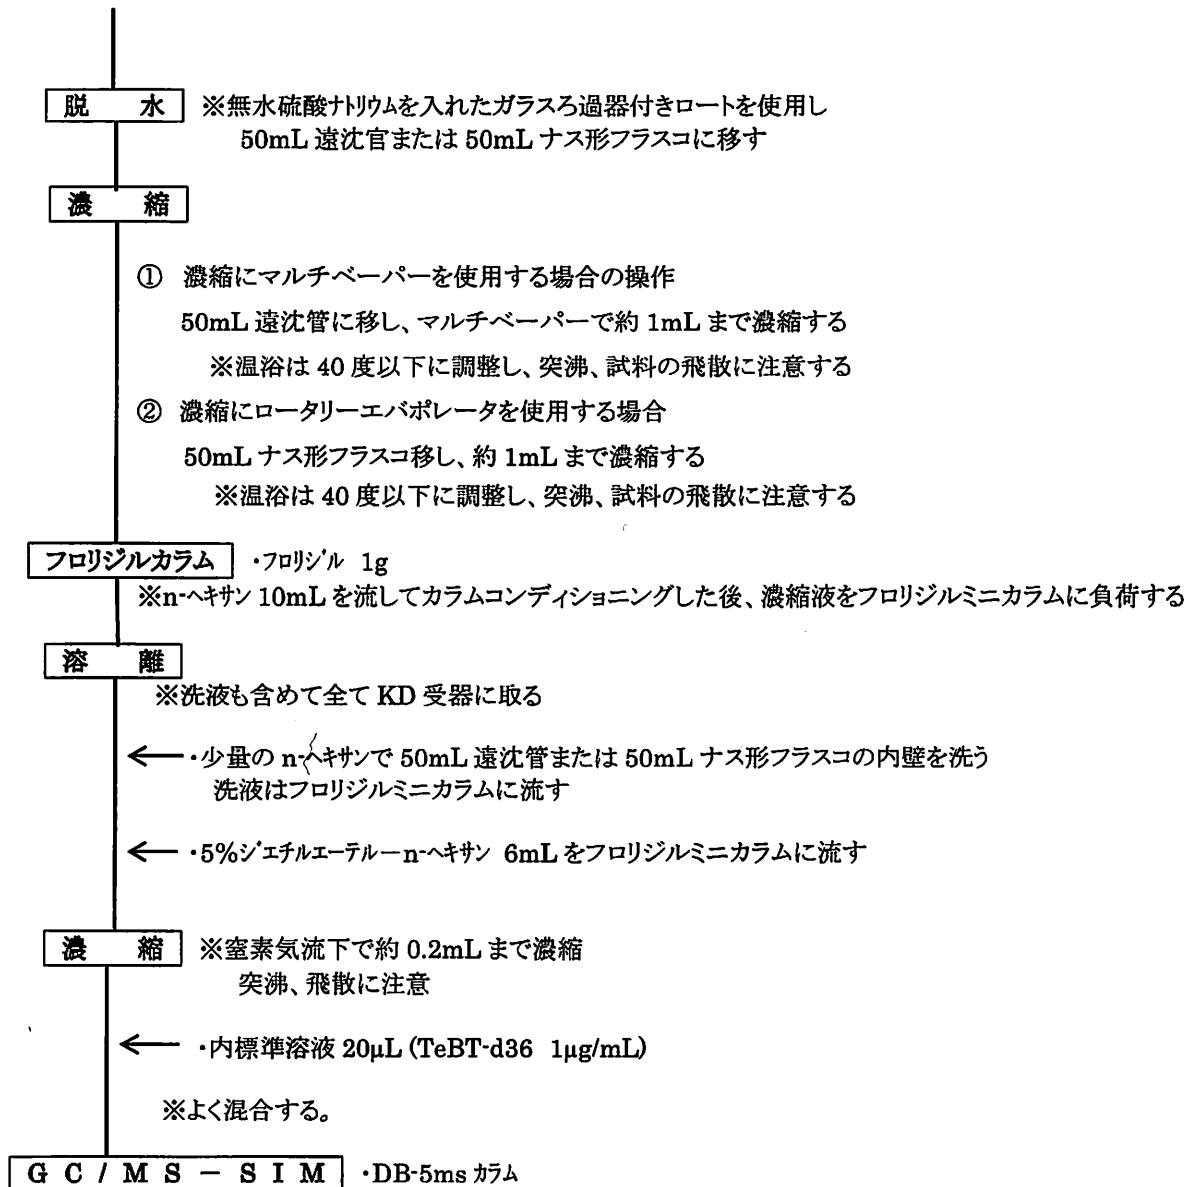 脱　水 ※無水硫酸ナトリウムを入れたガラスろ過器付きロートを使用し
50mL 遠沈官または 50mL ナス形フラスコに移す
濃　縮
① 濃縮にマルチベーパーを使用する場合の操作
50mL 遠沈管に移し、マルチベーパーで約 1mL まで濃縮する
※温浴は 40 度以下に調整し、突沸、試料の飛散に注意する
② 濃縮にロータリーエバポレータを使用する場合
50mL ナス形フラスコ移し、約 1mL まで濃縮する
※温浴は 40 度以下に調整し、突沸、試料の飛散に注意する
フロリジルカラム ・フロリジル 1g
※n-ヘキサン 10mL を流してカラムコンディショニングした後、濃縮液をフロリジルミニカラムに負荷する
溶　離
※洗液も含めて全て KD 受器に取る
・少量の n-ヘキサンで 50mL 遠沈管または 50mL ナス形フラスコの内壁を洗う
洗液はフロリジルミニカラムに流す
・5%ジエチルエーテルーn-ヘキサン 6mL をフロリジルミニカラムに流す
濃　縮 ※窒素気流下で約 0.2mL まで濃縮
突沸、飛散に注意
・内標準溶液 20μL (TeBT-d36 1μg/mL)
※よく混合する。
G C / M S － S I M ・DB-5ms カラム